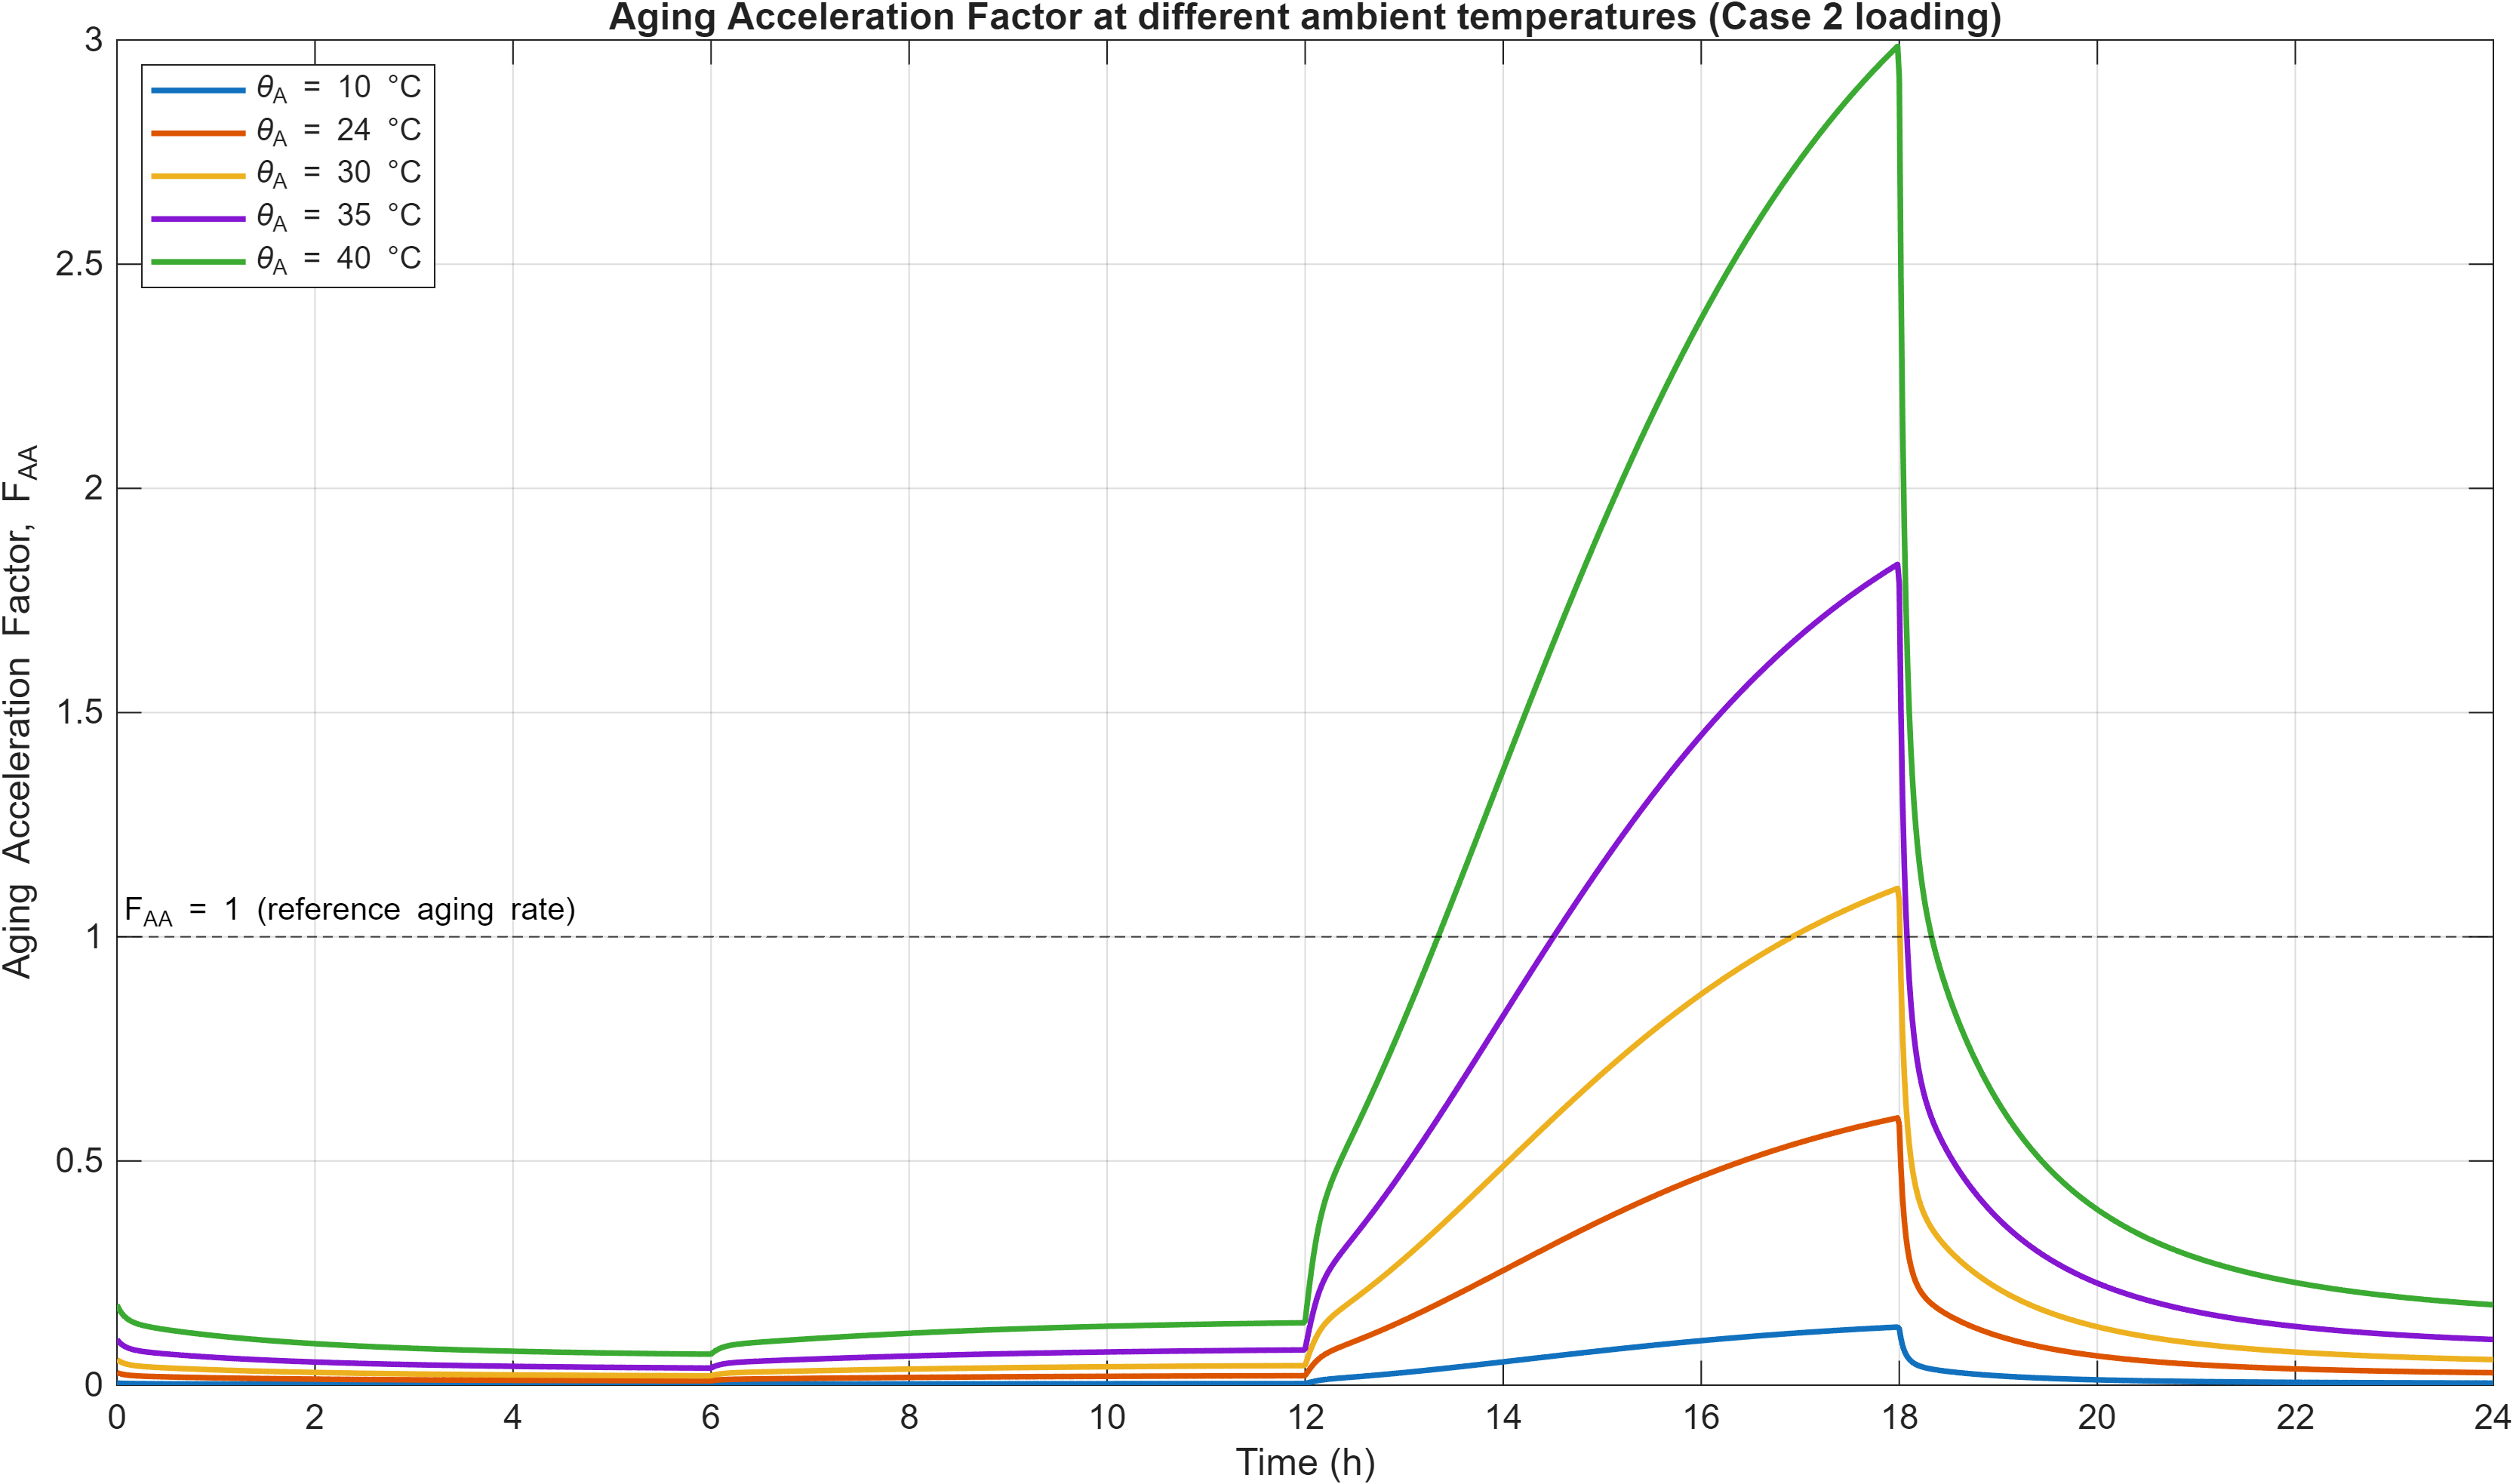 Aging Acceleration Factor at different ambient temperatures (Case 2 loading)
θA = 10 °C
θA = 24 °C
θA = 30 °C
θA = 35 °C
θA = 40 °C
FAA = 1 (reference aging rate)
Aging Acceleration Factor, FAA
3
2.5
2
1.5
1
0.5
0
0 2 4 6 8 10 12 14 16 18 20 22 24
Time (h)